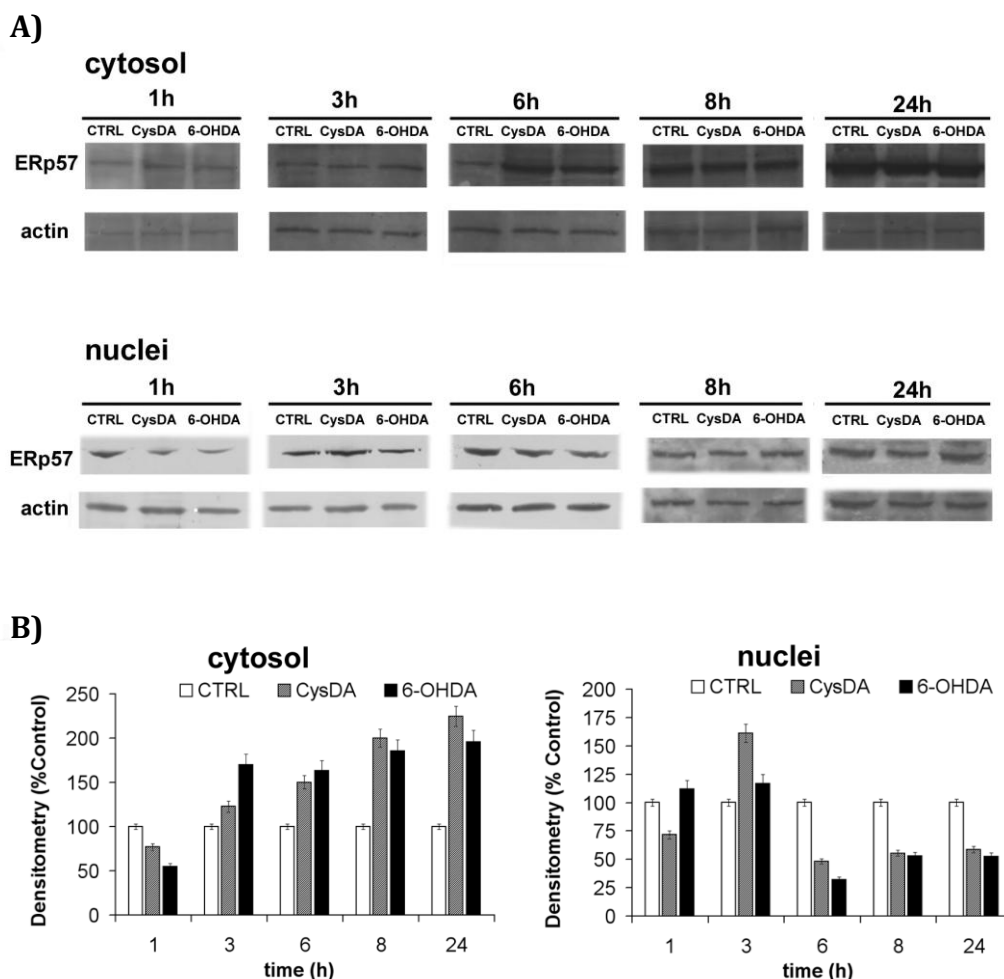 A)
cytosol
1h 3h 6h 8h 24h
CTRL CysDA 6-OHDA CTRL CysDA 6-OHDA CTRL CysDA 6-OHDA CTRL CysDA 6-OHDA CTRL CysDA 6-OHDA
ERp57
actin
nuclei
1h 3h 6h 8h 24h
CTRL CysDA 6-OHDA CTRL CysDA 6-OHDA CTRL CysDA 6-OHDA CTRL CysDA 6-OHDA CTRL CysDA 6-OHDA
ERp57
actin
B)
cytosol
CTRL CysDA 6-OHDA
Densitometry (%Control)
250
200
150
100
50
0
1 3 6 8 24
time (h)
nuclei
CTRL CysDA 6-OHDA
Densitometry (% Control)
200
175
150
125
100
75
50
25
0
1 3 6 8 24
time (h)